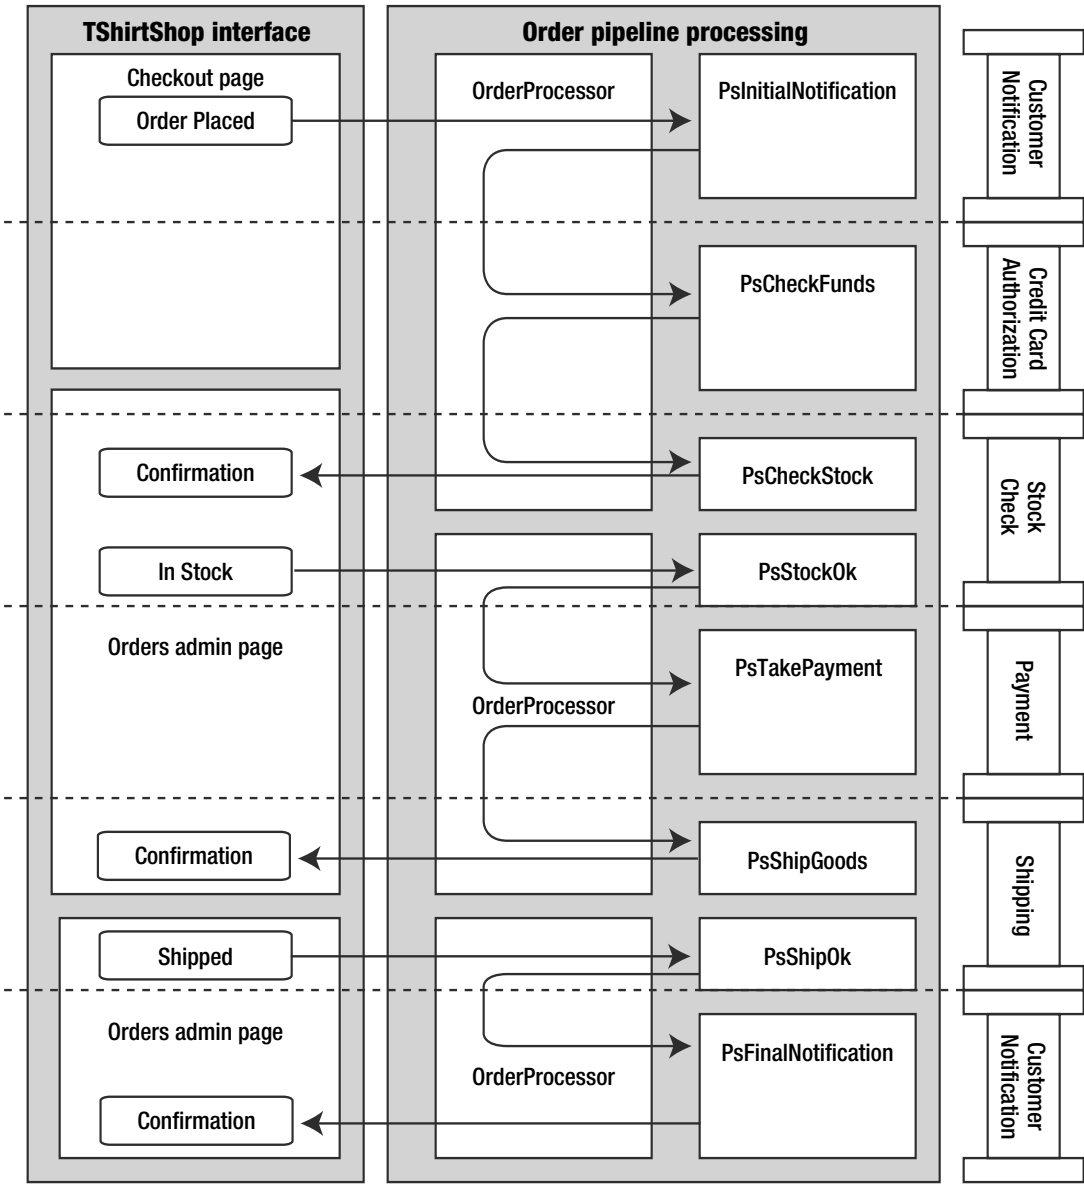 TShirtShop interface
Order pipeline processing
Checkout page
Order Placed
OrderProcessor
PsInitialNotification
Customer
Notification
PsCheckFunds
Credit Card
Authorization
Confirmation
PsCheckStock
Stock
Check
In Stock
PsStockOk
Orders admin page
OrderProcessor
PsTakePayment
Payment
Confirmation
PsShipGoods
Shipping
Shipped
PsShipOk
Orders admin page
OrderProcessor
PsFinalNotification
Customer
Notification
Confirmation